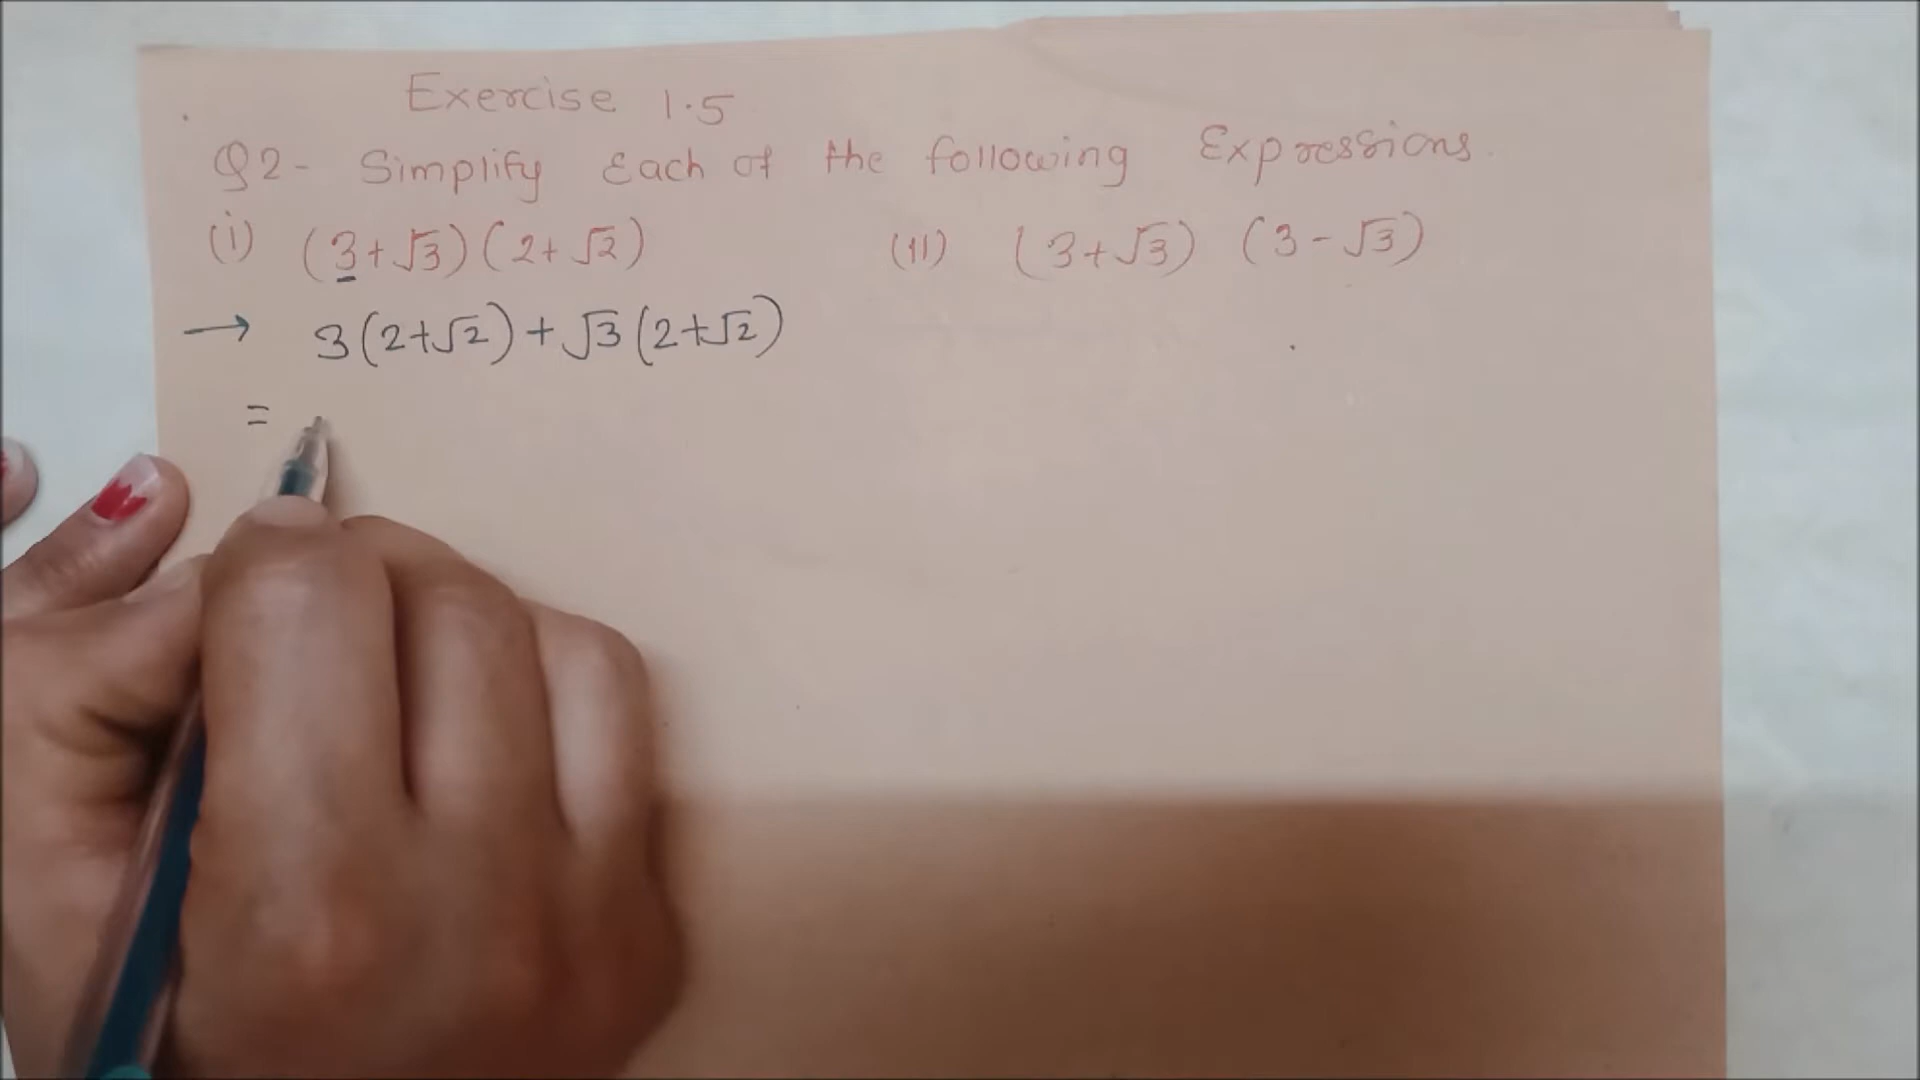 Exercise 1.5
Q2- Simplify Each of the following Expressions.
(i) (3+√3)(2+√2) (II) (3+√3) (3-√3)
→ 3(2+√2)+√3(2+√2)
=